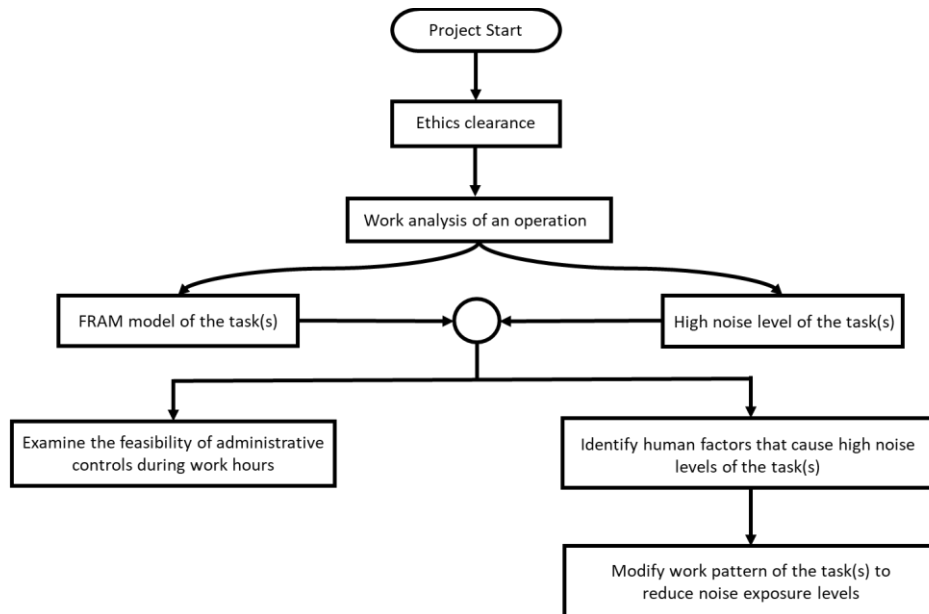 Project Start
Ethics clearance
Work analysis of an operation
FRAM model of the task(s)
High noise level of the task(s)
Examine the feasibility of administrative
controls during work hours
Identify human factors that cause high noise
levels of the task(s)
Modify work pattern of the task(s) to
reduce noise exposure levels